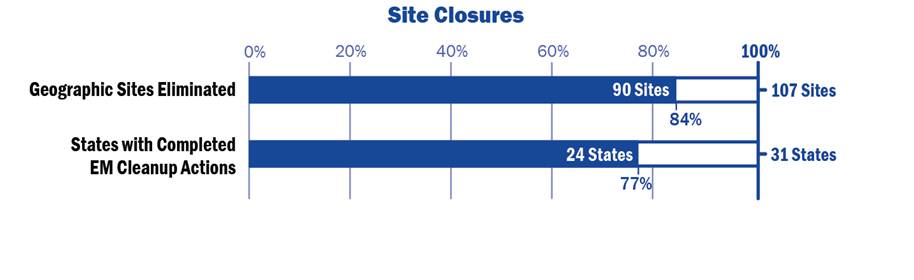 Site Closures
0% 20% 40% 60% 80% 100%
Geographic Sites Eliminated 90 Sites 107 Sites
84%
States with Completed
EM Cleanup Actions
24 States 31 States
77%